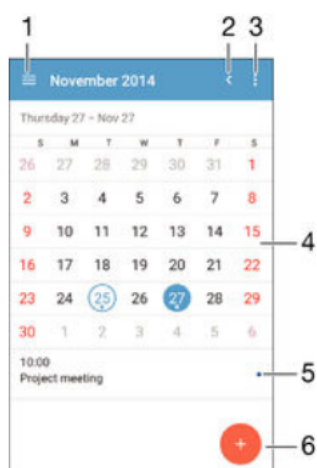 1 2 3
November 2014
Thursday 27 - Nov 27
S M T W T F S
26 27 28 29 30 31 1
2 3 4 5 6 7 8
9 10 11 12 13 14 15
4
16 17 18 19 20 21 22
23 24 25 26 27 28 29
30 1 2 3 4 5 6
10:00
Project meeting
5
+
6